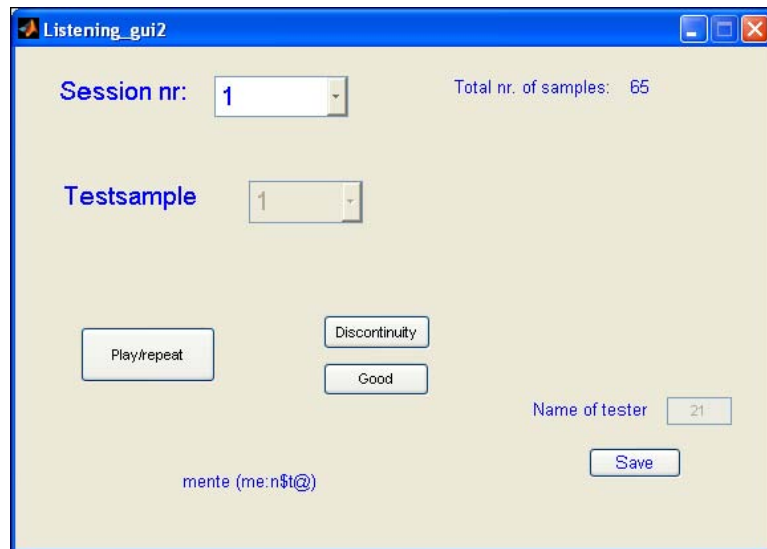 Listening_gui2
Session nr: 1 Total nr. of samples: 65
Testsample 1
Play/repeat
Discontinuity
Good
Name of tester 21
Save
mente (me:n$t@)